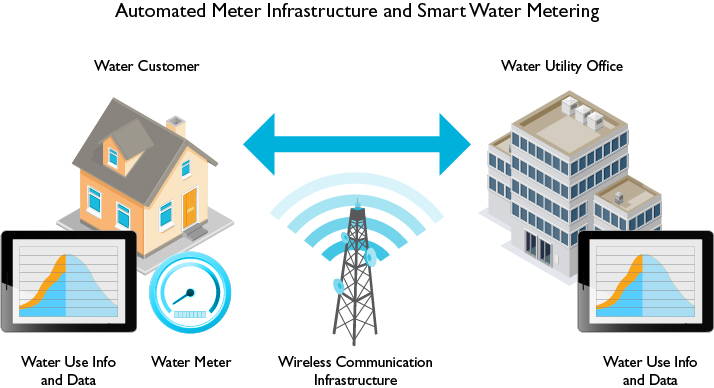 Automated Meter Infrastructure and Smart Water Metering
Water Customer
Water Utility Office
Water Use Info
and Data
Water Meter
Wireless Communication
Infrastructure
Water Use Info
and Data